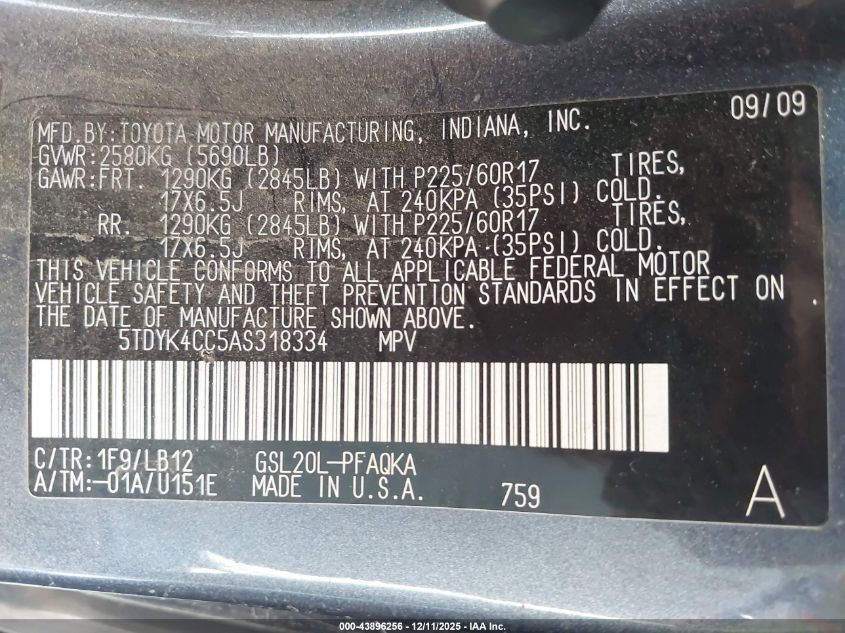 09/09
MFD.BY:TOYOTA MOTOR MANUFACTURING, INDIANA, INC.
GVWR:2580KG (5690LB)
GAWR:FRT. 1290KG (2845LB) WITH P225/60R17 TIRES,
17X6.5J RIMS, AT 240KPA (35PSI) COLD.
RR. 1290KG (2845LB) WITH P225/60R17 TIRES,
17X6.5J RIMS, AT 240KPA (35PSI) COLD.
THIS VEHICLE CONFORMS TO ALL APPLICABLE FEDERAL MOTOR
VEHICLE SAFETY AND THEFT PREVENTION STANDARDS IN EFFECT ON
THE DATE OF MANUFACTURE SHOWN ABOVE.
5TDYK4CC5AS318334 MPV
C/TR:1F9/LB12 GSL20L-PFAQKA
A/TM:-01A/U151E MADE IN U.S.A. 759 A
000-43896256 - 12/11/2025 - IAA Inc.